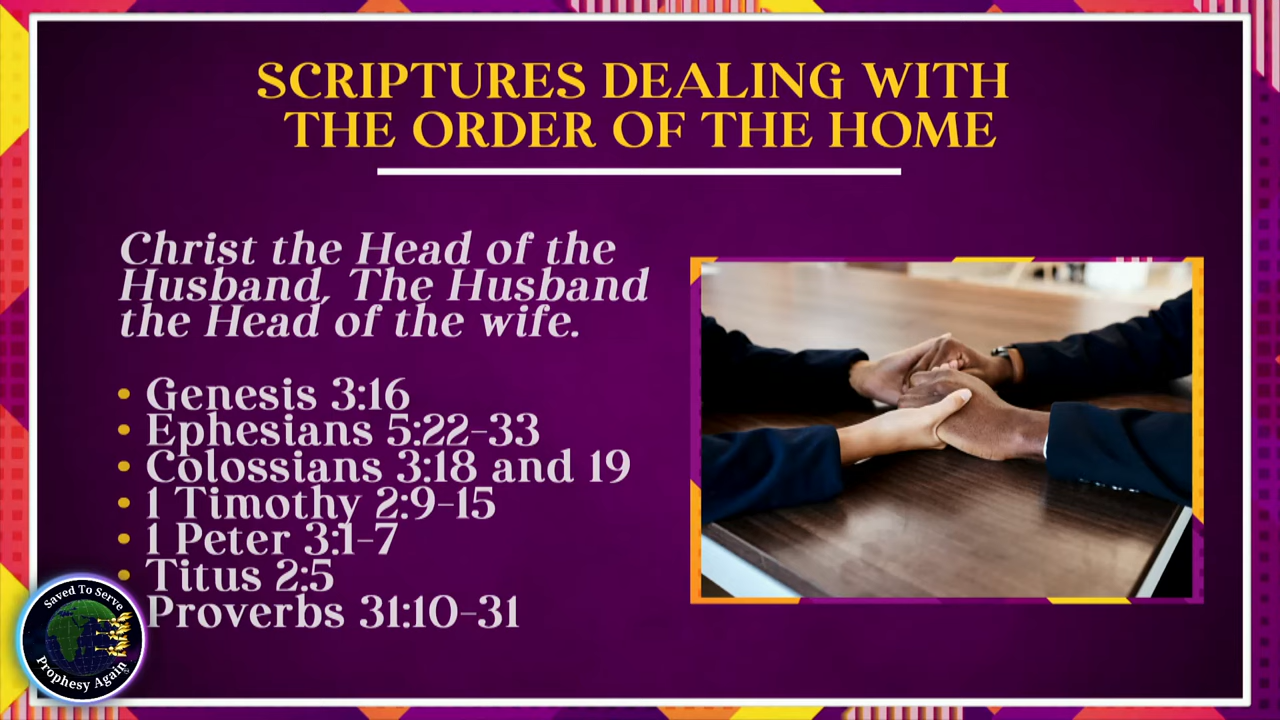 SCRIPTURES DEALING WITH
THE ORDER OF THE HOME
Christ the Head of the
Husband, The Husband
the Head of the wife.
• Genesis 3:16
• Ephesians 5:22-33
• Colossians 3:18 and 19
• 1 Timothy 2:9-15
• 1 Peter 3:1-7
• Titus 2:5
Proverbs 31:10-31
Saved To Serve
Prophesy Again